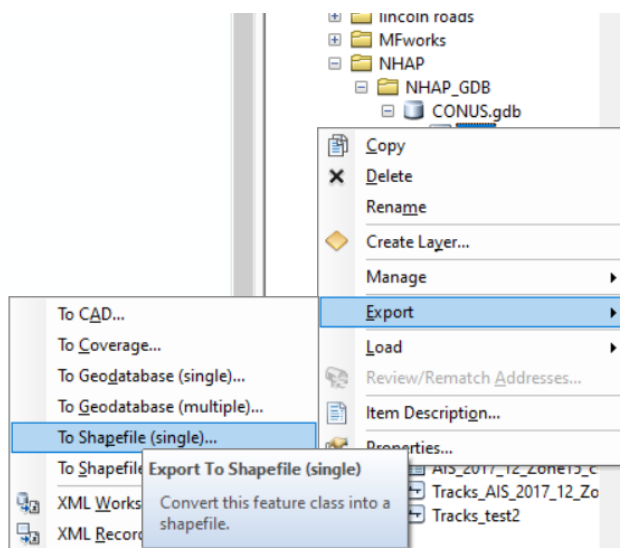 lincoln roads
MFworks
NHAP
NHAP_GDB
CONUS.gdb
Copy
Delete
Rename
Create Layer...
Manage
Export
Load
Review/Rematch Addresses...
Item Description...
Properties...
To CAD...
To Coverage...
To Geodatabase (single)...
To Geodatabase (multiple)...
To Shapefile (single)...
To Shapefile
XML Works
XML Record
Export To Shapefile (single)
Convert this feature class into a
shapefile.
AIS_2017_12_Zone15_c
Tracks_AIS_2017_12_Zo
Tracks_test2